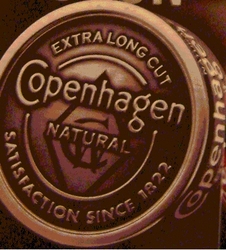 EXTRA LONG CUT
Copenhagen
NATURAL
SATISFACTION SINCE 1822
Copenhagen